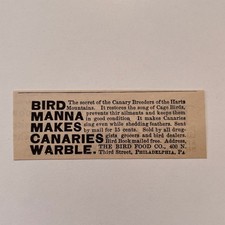 BIRD The secret of the Canary Breeders of the Hartz
Mountains. It restores the song of Cage Birds,
MANNA prevents their ailments and keeps them
in good condition. It makes Canaries
MAKES sing even while shedding feathers. Sent
by mail for 15 cents. Sold by all drug-
CANARIES gists, grocers and bird dealers.
Bird Book mailed free. Address,
WARBLE. THE BIRD FOOD CO., 400 N.
Third Street, PHILADELPHIA, PA